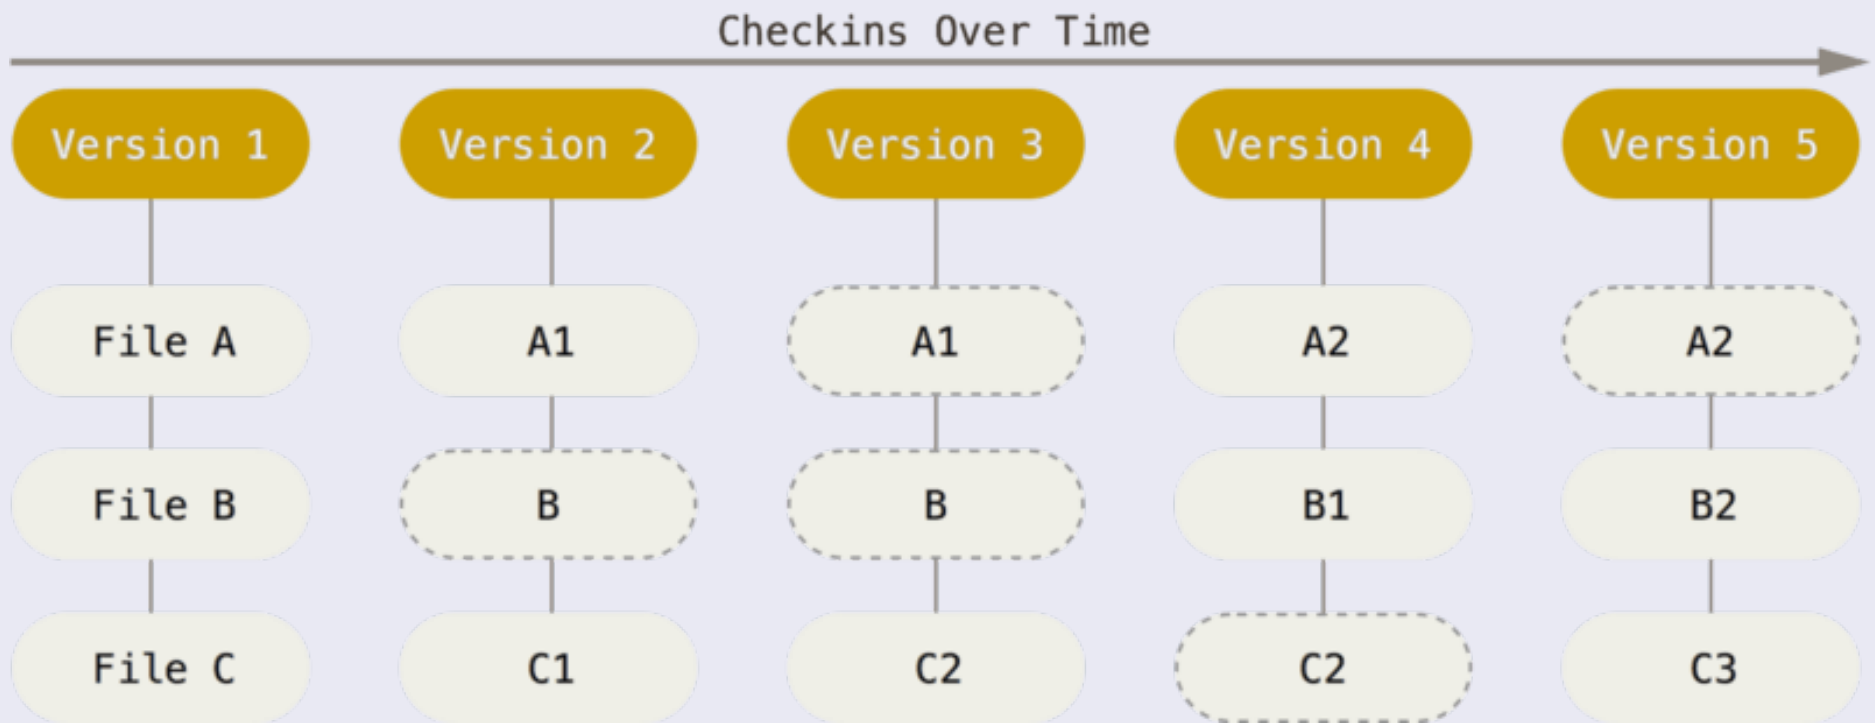 Checkins Over Time
Version 1 Version 2 Version 3 Version 4 Version 5
File A A1 A1 A2 A2
File B B B B1 B2
File C C1 C2 C2 C3